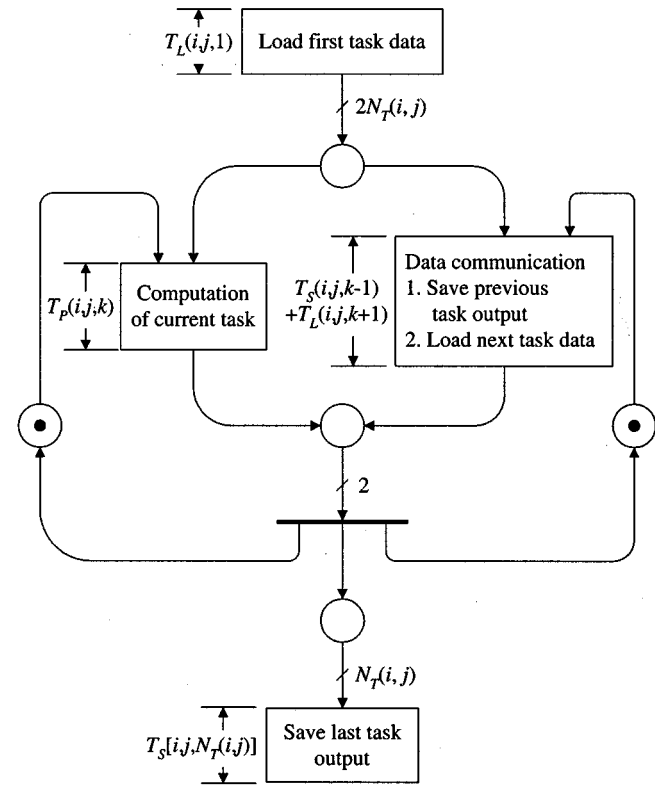 T_L(i,j,1)
Load first task data
2N_T(i, j)
T_P(i,j,k)
Computation
of current task
T_S(i,j,k-1)
+T_L(i,j,k+1)
Data communication
1. Save previous
task output
2. Load next task data
2
N_T(i, j)
T_S[i,j,N_T(i,j)]
Save last task
output